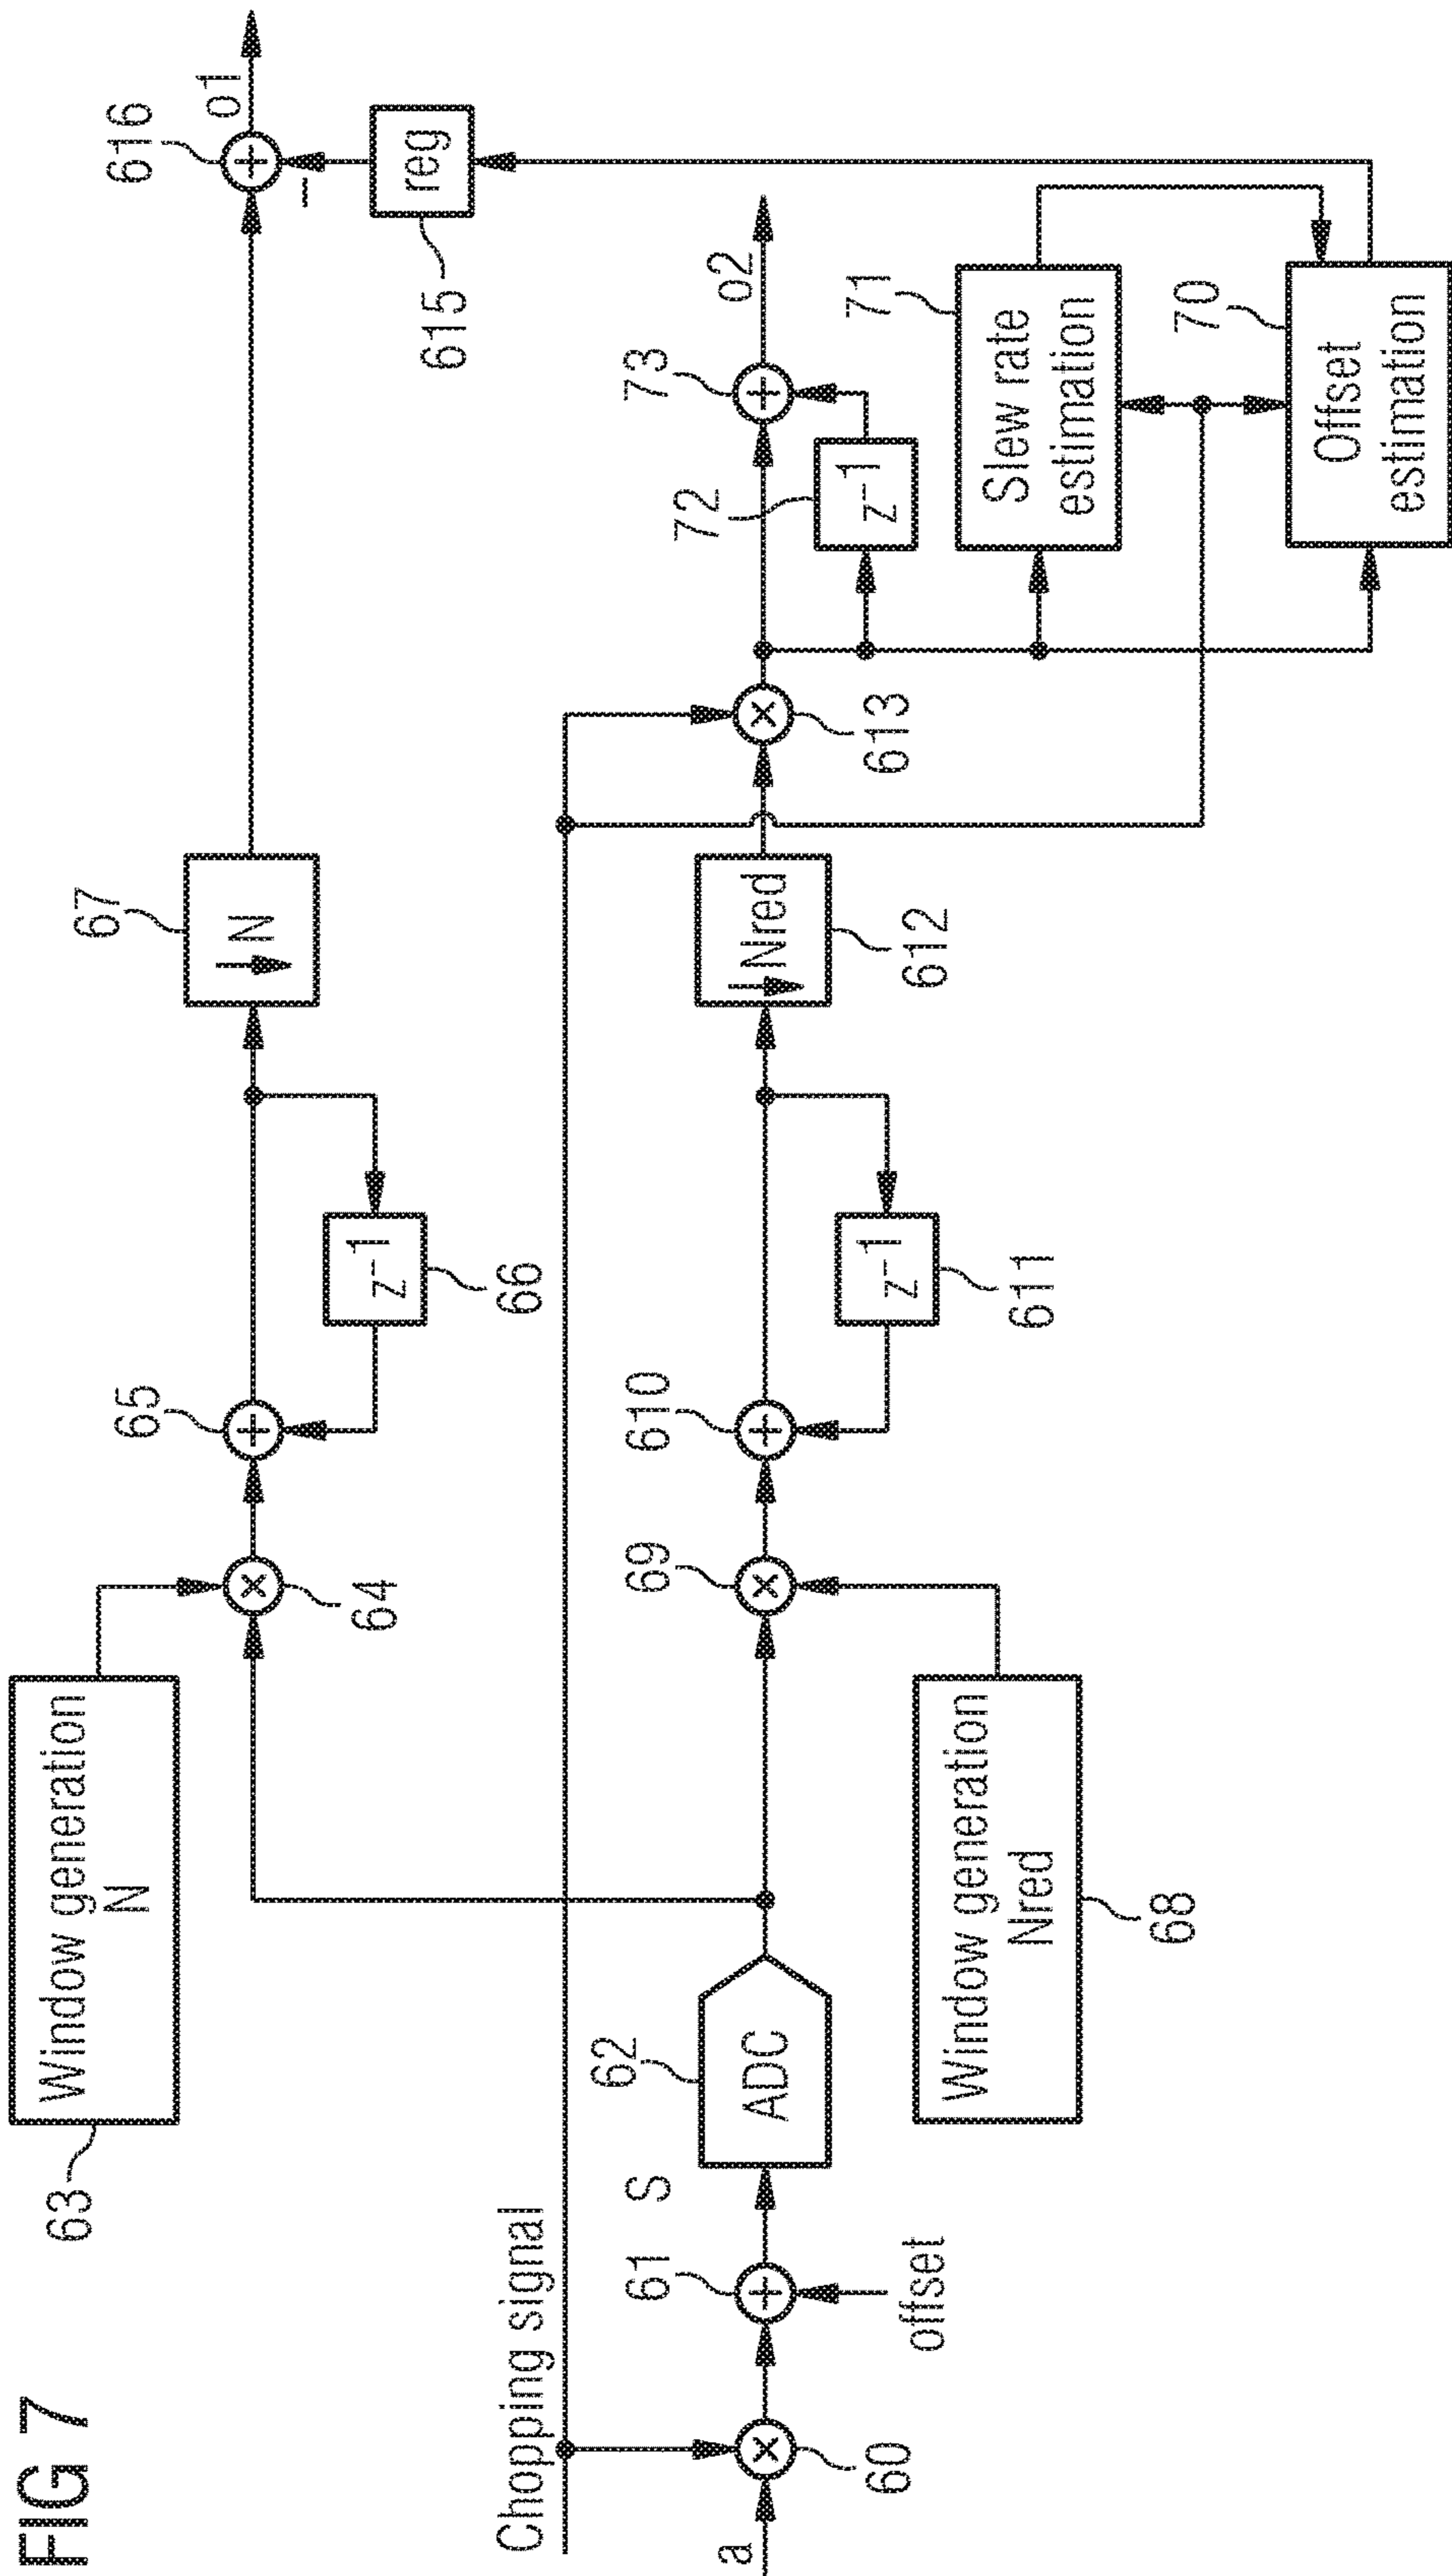 FIG 7
63
Window generation
N
64
65
z⁻¹
66
67
↓N
616
o1
–
reg
615
Chopping signal
a
60
61
offset
S
62
ADC
Window generation
Nred
68
69
610
z⁻¹
611
↓Nred
612
613
72
z⁻¹
73
o2
71
Slew rate
estimation
70
Offset
estimation